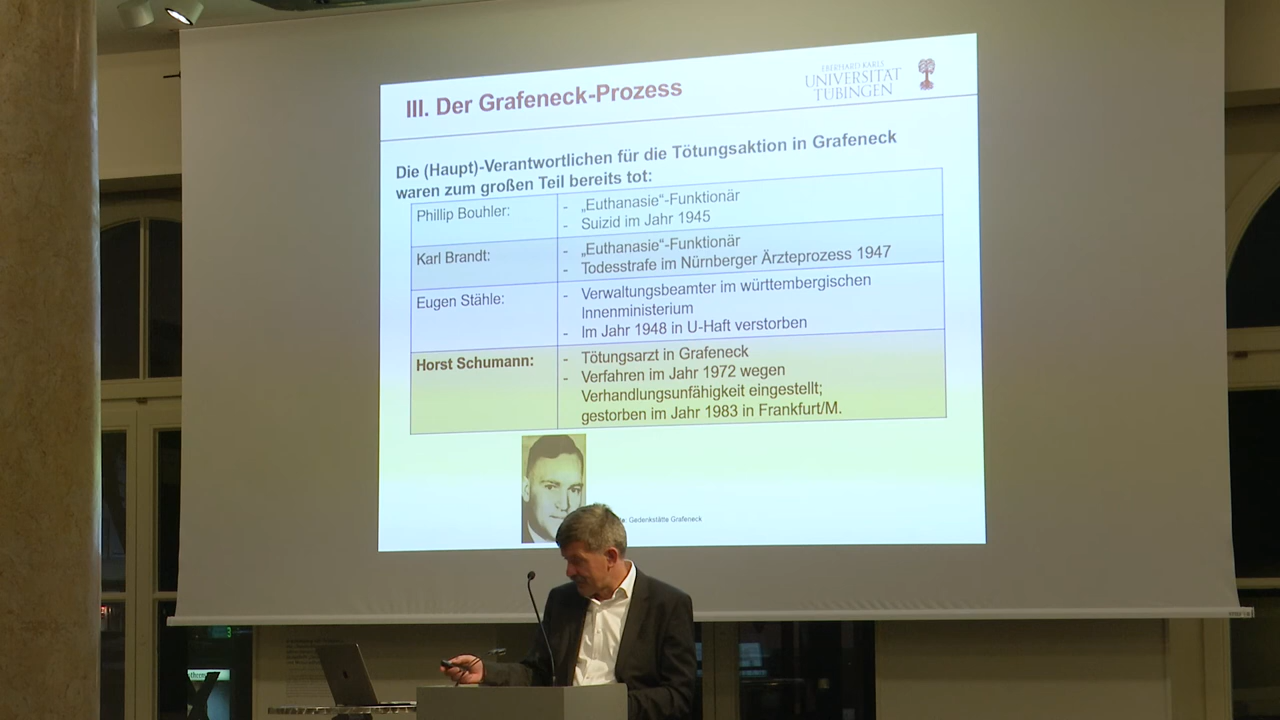 III. Der Grafeneck-Prozess
EBERHARD KARLS
UNIVERSITÄT
TÜBINGEN
Die (Haupt)-Verantwortlichen für die Tötungsaktion in Grafeneck
waren zum großen Teil bereits tot:
Phillip Bouhler:
- „Euthanasie“-Funktionär
- Suizid im Jahr 1945
Karl Brandt:
- „Euthanasie“-Funktionär
- Todesstrafe im Nürnberger Ärzteprozess 1947
Eugen Stähle:
- Verwaltungsbeamter im württembergischen
Innenministerium
- Im Jahr 1948 in U-Haft verstorben
Horst Schumann:
- Tötungsarzt in Grafeneck
- Verfahren im Jahr 1972 wegen
Verhandlungsunfähigkeit eingestellt;
gestorben im Jahr 1983 in Frankfurt/M.
Gedenkstätte Grafeneck